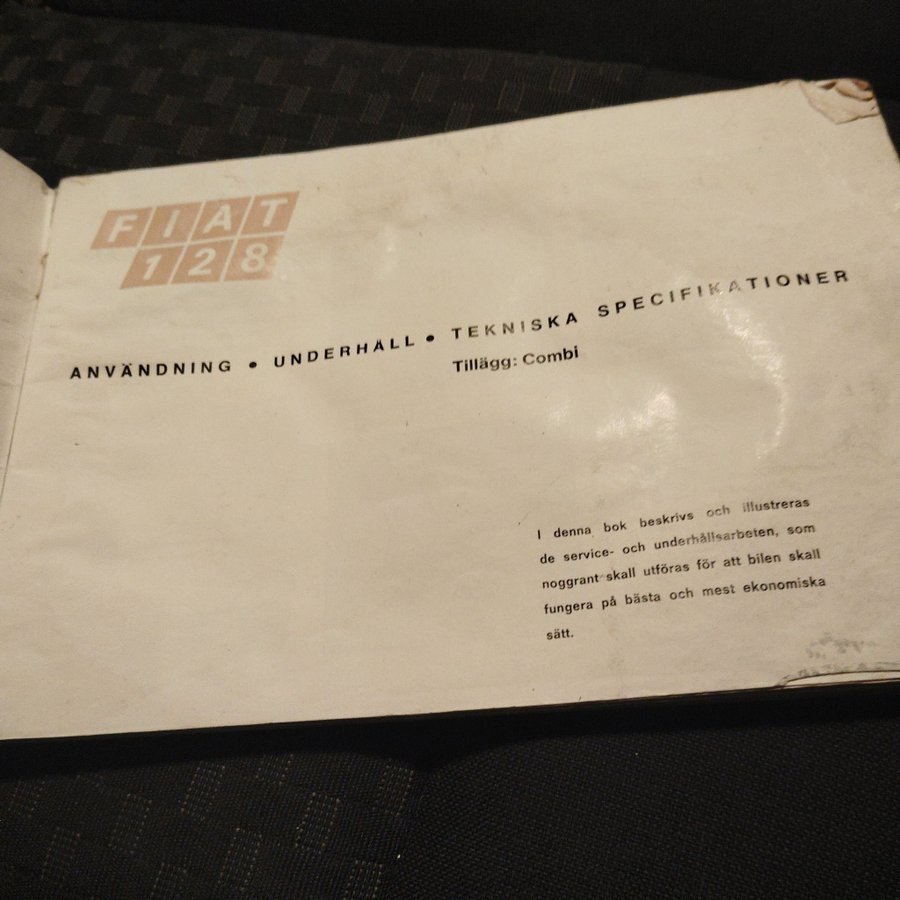 FIAT
128
ANVÄNDNING • UNDERHÅLL • TEKNISKA SPECIFIKATIONER
Tillägg: Combi
I denna bok beskrivs och illustreras
de service- och underhållsarbeten, som
noggrant skall utföras för att bilen skall
fungera på bästa och mest ekonomiska
sätt.